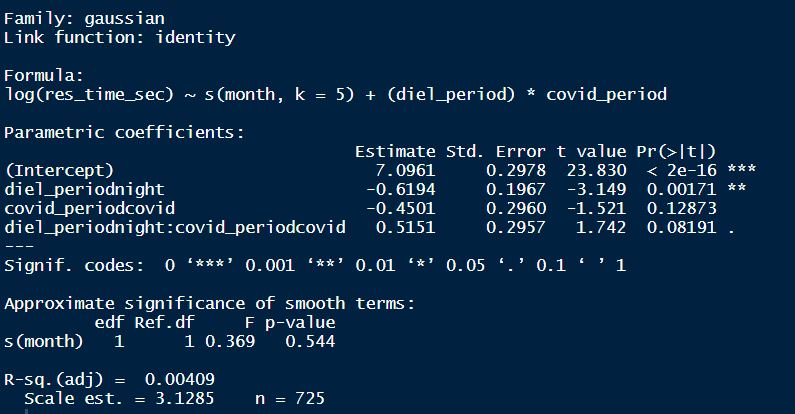 Family: gaussian
Link function: identity

Formula:
log(res_time_sec) ~ s(month, k = 5) + (diel_period) * covid_period

Parametric coefficients:
                                Estimate Std. Error t value Pr(>|t|)
(Intercept)                       7.0961     0.2978  23.830  < 2e-16 ***
diel_periodnight                 -0.6194     0.1967  -3.149  0.00171 **
covid_periodcovid                -0.4501     0.2960  -1.521  0.12873
diel_periodnight:covid_periodcovid  0.5151     0.2957   1.742  0.08191 .
---
Signif. codes:  0 ‘***’ 0.001 ‘**’ 0.01 ‘*’ 0.05 ‘.’ 0.1 ‘ ’ 1

Approximate significance of smooth terms:
         edf Ref.df     F p-value
s(month)   1      1 0.369   0.544

R-sq.(adj) =  0.00409
  Scale est. = 3.1285    n = 725